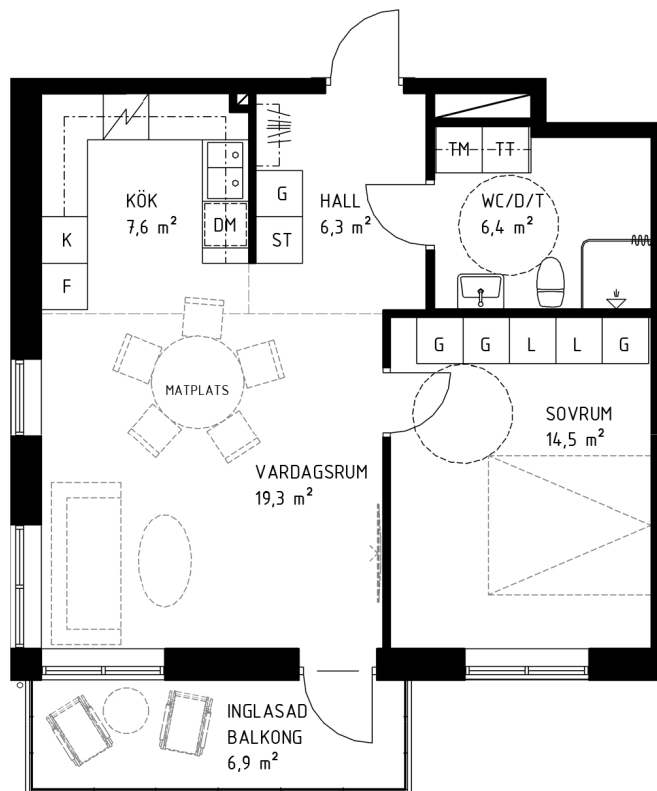 KÖK
7,6 m²
HALL
6,3 m²
WC/D/T
6,4 m²
TM
TT
G
ST
DM
K
F
MATPLATS
G
G
L
L
G
SOVRUM
14,5 m²
VARDAGSRUM
19,3 m²
INGLASAD
BALKONG
6,9 m²